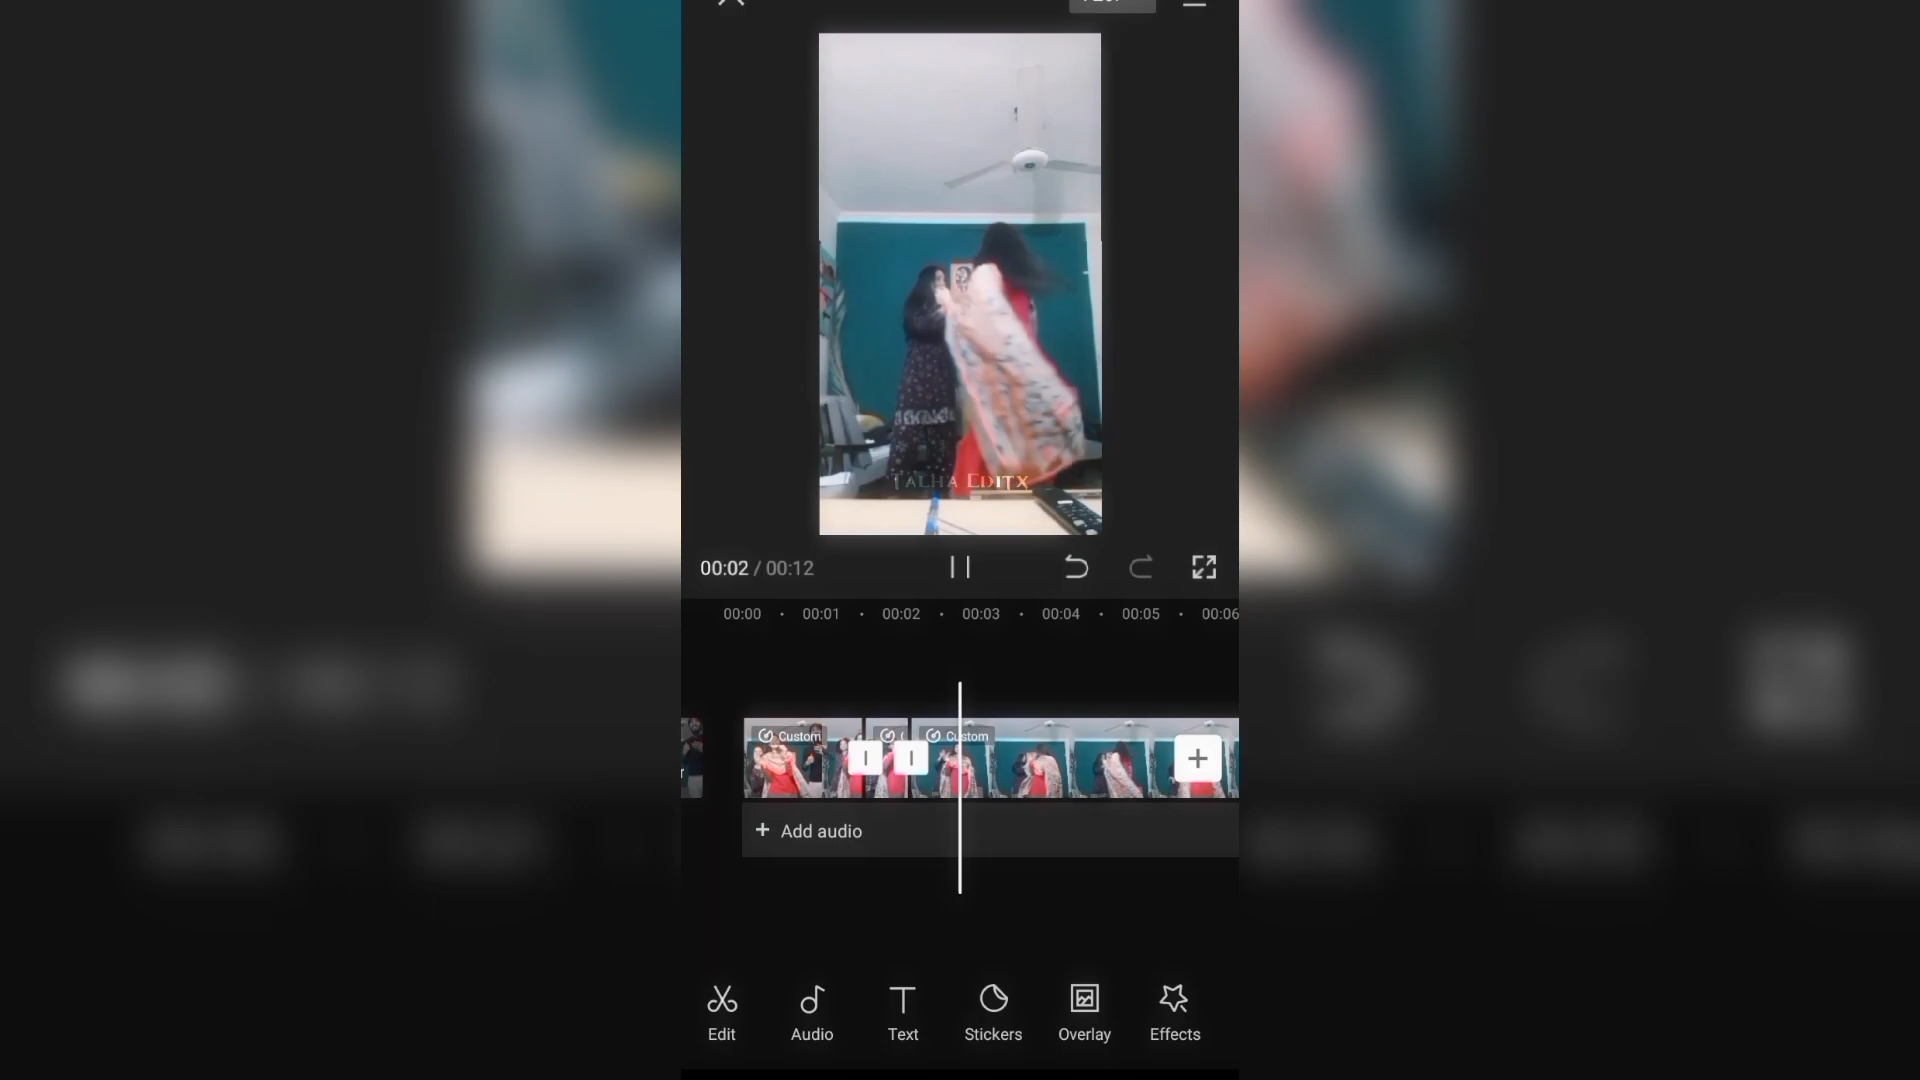 TALHA EDITX
00:02 / 00:12
00:00 • 00:01 • 00:02 • 00:03 • 00:04 • 00:05 • 00:06
Custom
Custom
+ Add audio
Edit
Audio
Text
Stickers
Overlay
Effects